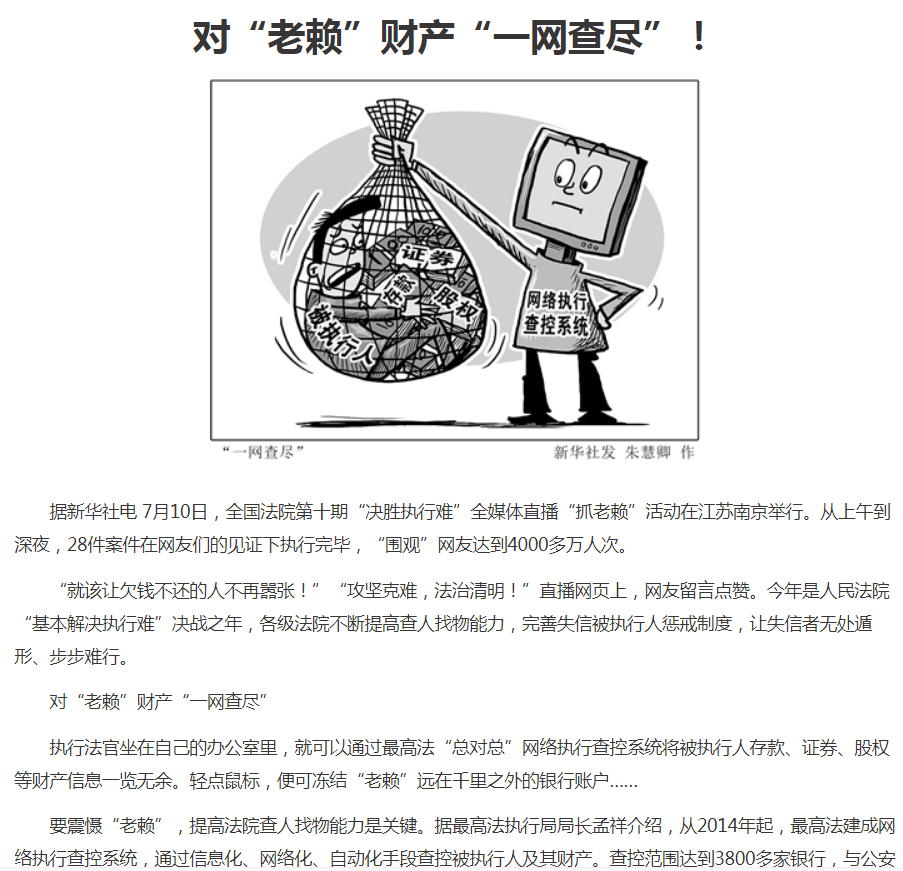 对“老赖”财产“一网查尽”！
证券
存款
股权
被执行人
网络执行
查控系统
“一网查尽”
新华社发 朱慧卿 作
据新华社电 7月10日，全国法院第十期“决胜执行难”全媒体直播“抓老赖”活动在江苏南京举行。从上午到
深夜，28件案件在网友们的见证下执行完毕，“围观”网友达到4000多万人次。
“就该让欠钱不还的人不再嚣张！”“攻坚克难，法治清明！”直播网页上，网友留言点赞。今年是人民法院
“基本解决执行难”决战之年，各级法院不断提高查人找物能力，完善失信被执行人惩戒制度，让失信者无处遁
形、步步难行。
对“老赖”财产“一网查尽”
执行法官坐在自己的办公室里，就可以通过最高法“总对总”网络执行查控系统将被执行人存款、证券、股权
等财产信息一览无余。轻点鼠标，便可冻结“老赖”远在千里之外的银行账户……
要震慑“老赖”，提高法院查人找物能力是关键。据最高法执行局局长孟祥介绍，从2014年起，最高法建成网
络执行查控系统，通过信息化、网络化、自动化手段查控被执行人及其财产。查控范围达到3800多家银行，与公安